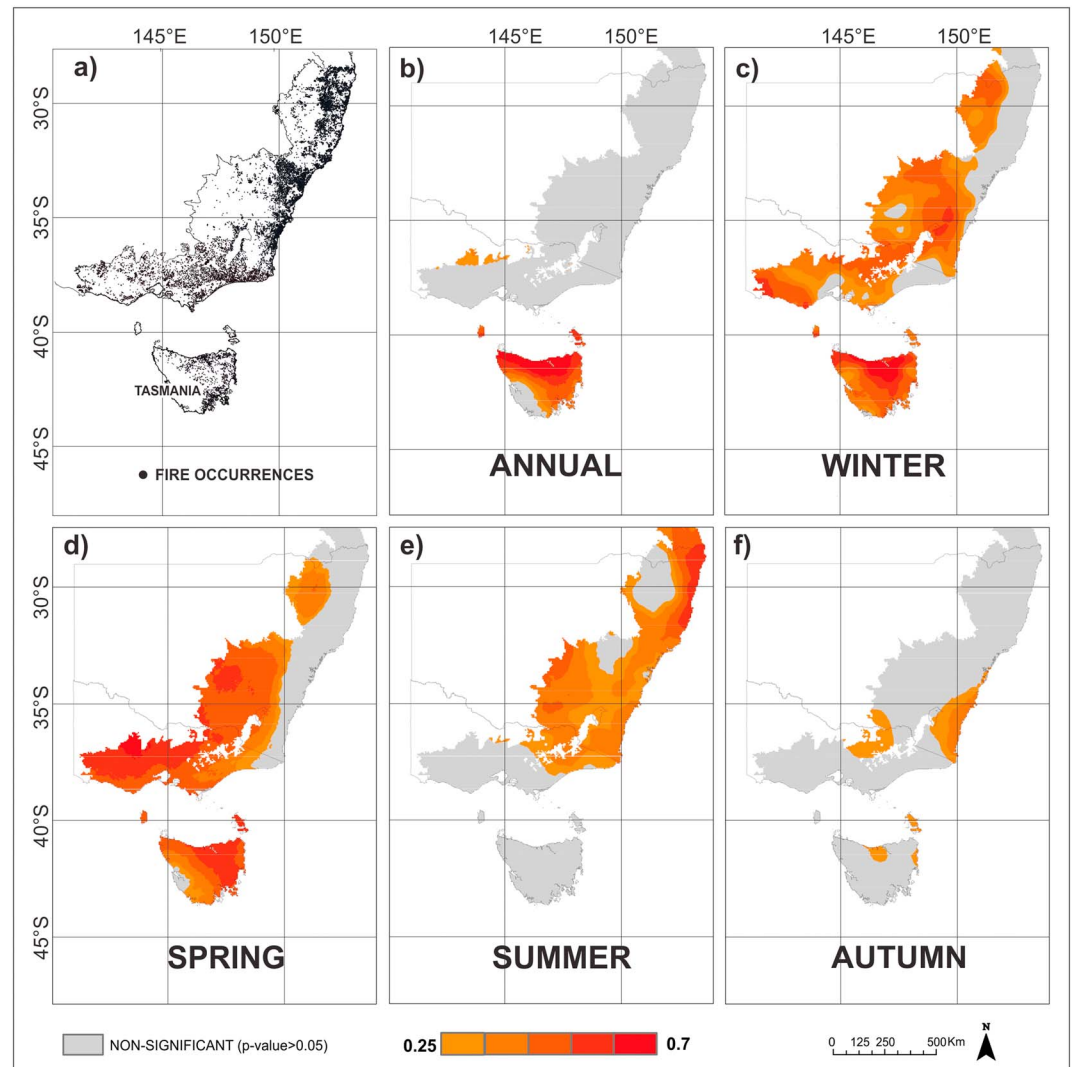 145°E 150°E 145°E 150°E 145°E 150°E
a) b) c)
30°S
35°S
40°S
45°S
TASMANIA
FIRE OCCURRENCES
ANNUAL
WINTER
d) e) f)
30°S
35°S
40°S
45°S
SPRING
SUMMER
AUTUMN
NON-SIGNIFICANT (p-value>0.05)
0.25 0.7
N
0 125 250 500 Km